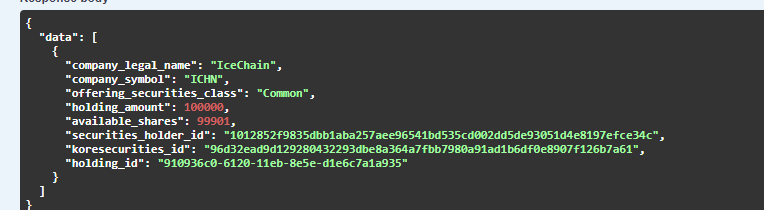 Response body
{
"data": [
{
"company_legal_name": "IceChain",
"company_symbol": "ICHN",
"offering_securities_class": "Common",
"holding_amount": 100000,
"available_shares": 99901,
"securities_holder_id": "1012852f9835dbb1aba257aee96541bd535cd002dd5de93051d4e8197efce34c",
"koresecurities_id": "96d32ead9d129280432293dbe8a364a7fbb7980a91ad1b6df0e8907f126b7a61",
"holding_id": "910936c0-6120-11eb-8e5e-d1e6c7a1a935"
}
]
}